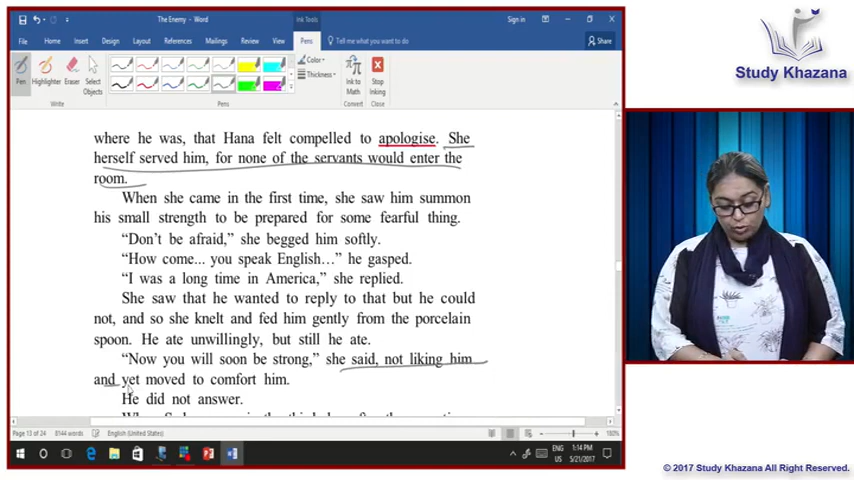 The Enemy - Word
Ink Tools
Sign in
File
Home
Insert
Design
Layout
References
Mailings
Review
View
Pens
Tell me what you want to do
Share
Pen
Highlighter
Eraser
Select
Objects
Color
Thickness
Ink to
Math
Stop
Inking
Write
Pens
Convert
Close
where he was, that Hana felt compelled to apologise. She
herself served him, for none of the servants would enter the
room.
When she came in the first time, she saw him summon
his small strength to be prepared for some fearful thing.
“Don’t be afraid,” she begged him softly.
“How come... you speak English…” he gasped.
“I was a long time in America,” she replied.
She saw that he wanted to reply to that but he could
not, and so she knelt and fed him gently from the porcelain
spoon. He ate unwillingly, but still he ate.
“Now you will soon be strong,” she said, not liking him
and yet moved to comfort him.
He did not answer.
Page 13 of 24
8144 words
English (United States)
100%
ENG
US
1:14 PM
5/21/2017
Study Khazana
© 2017 Study Khazana All Right Reserved.